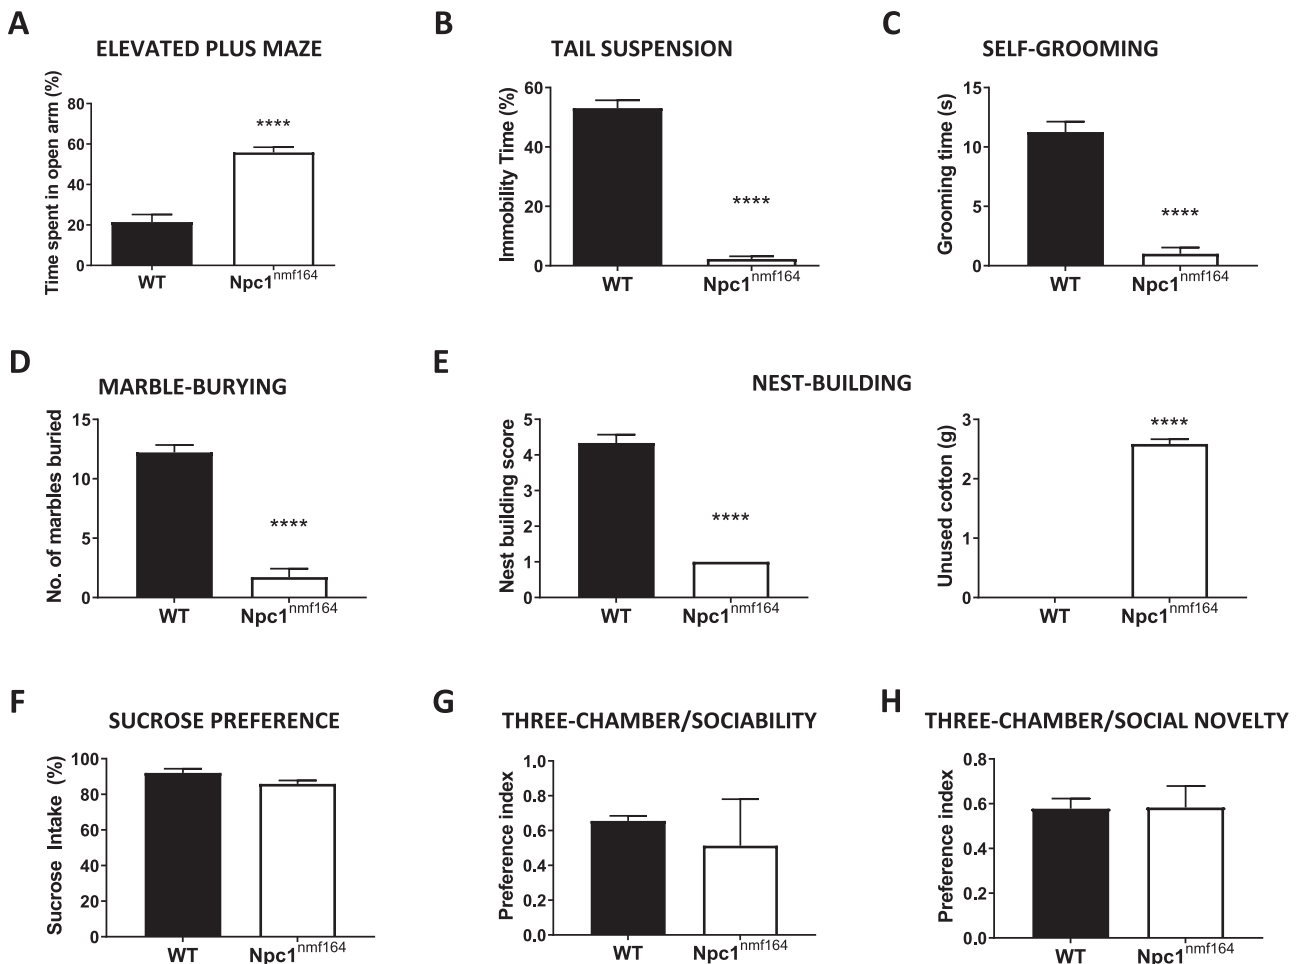 A
ELEVATED PLUS MAZE
Time spent in open arm (%)
80
60
40
20
0
****
WT
Npc1nmf164
B
TAIL SUSPENSION
Immobility Time (%)
60
40
20
0
****
WT
Npc1nmf164
C
SELF-GROOMING
Grooming time (s)
15
10
5
0
****
WT
Npc1nmf164
D
MARBLE-BURYING
No. of marbles buried
15
10
5
0
****
WT
Npc1nmf164
E
NEST-BUILDING
Nest building score
5
4
3
2
1
0
****
WT
Npc1nmf164
Unused cotton (g)
3
2
1
0
****
WT
Npc1nmf164
F
SUCROSE PREFERENCE
Sucrose Intake (%)
100
80
60
40
20
0
WT
Npc1nmf164
G
THREE-CHAMBER/SOCIABILITY
Preference index
1.0
0.8
0.6
0.4
0.2
0.0
WT
Npc1nmf164
H
THREE-CHAMBER/SOCIAL NOVELTY
Preference index
0.8
0.6
0.4
0.2
0.0
WT
Npc1nmf164